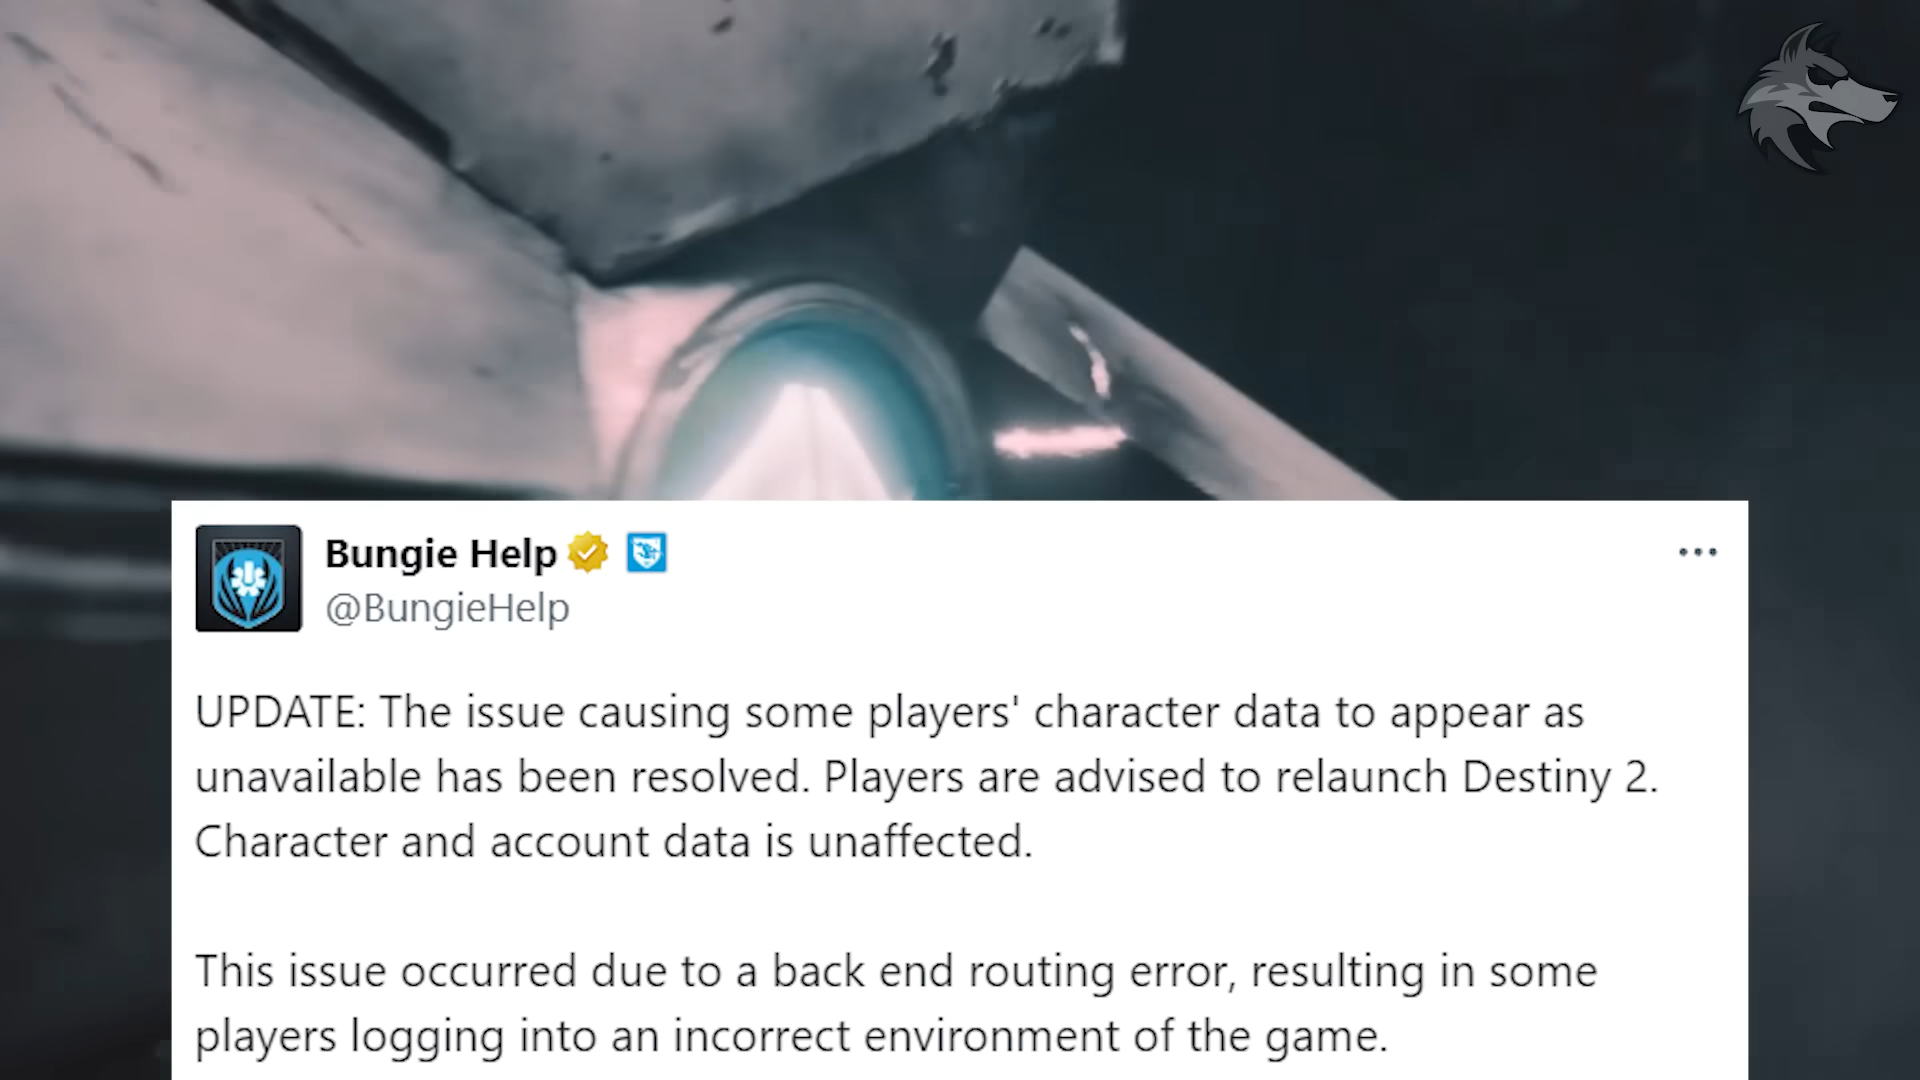 Bungie Help
@BungieHelp
UPDATE: The issue causing some players' character data to appear as
unavailable has been resolved. Players are advised to relaunch Destiny 2.
Character and account data is unaffected.
This issue occurred due to a back end routing error, resulting in some
players logging into an incorrect environment of the game.